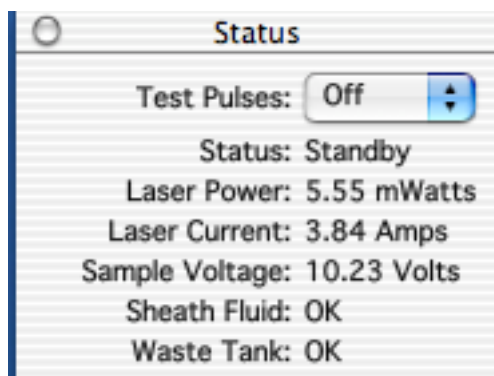 Status
Test Pulses: Off
Status: Standby
Laser Power: 5.55 mWatts
Laser Current: 3.84 Amps
Sample Voltage: 10.23 Volts
Sheath Fluid: OK
Waste Tank: OK